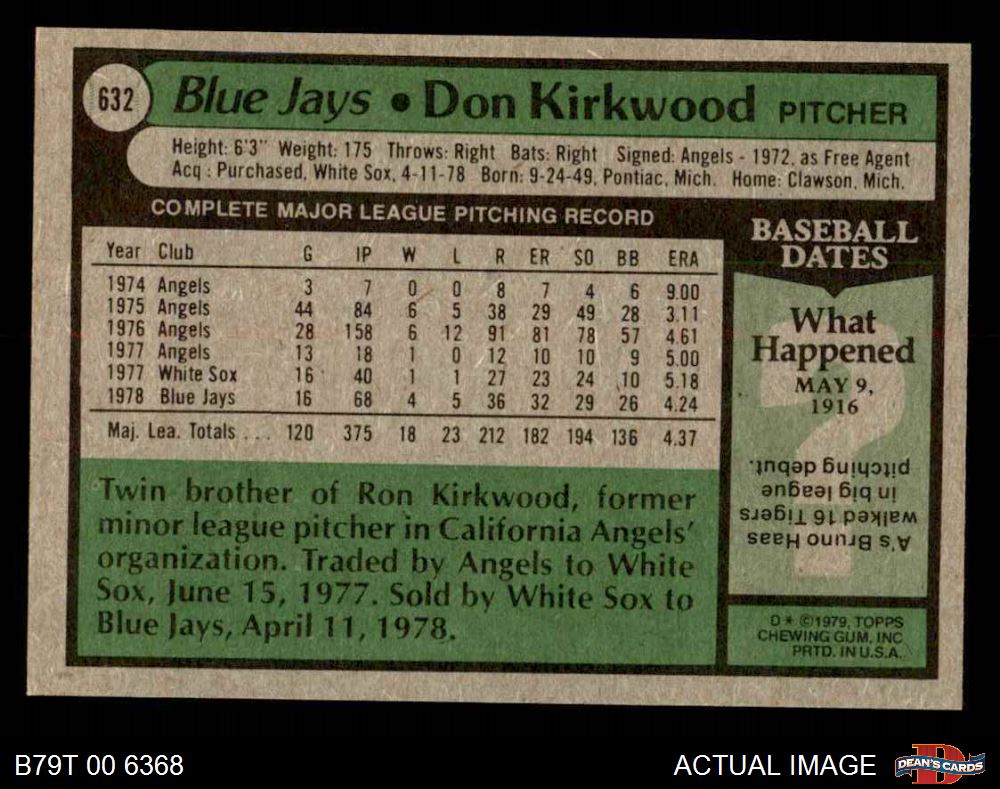 632 Blue Jays • Don Kirkwood PITCHER
Height: 6'3" Weight: 175 Throws: Right Bats: Right Signed: Angels - 1972, as Free Agent
Acq : Purchased, White Sox, 4-11-78 Born: 9-24-49, Pontiac, Mich. Home: Clawson, Mich.
COMPLETE MAJOR LEAGUE PITCHING RECORD
Year Club G IP W L R ER SO BB ERA
1974 Angels 3 7 0 0 8 7 4 6 9.00
1975 Angels 44 84 6 5 38 29 49 28 3.11
1976 Angels 28 158 6 12 91 81 78 57 4.61
1977 Angels 13 18 1 0 12 10 10 9 5.00
1977 White Sox 16 40 1 1 27 23 24 10 5.18
1978 Blue Jays 16 68 4 5 36 32 29 26 4.24
Maj. Lea. Totals ... 120 375 18 23 212 182 194 136 4.37
Twin brother of Ron Kirkwood, former
minor league pitcher in California Angels'
organization. Traded by Angels to White
Sox, June 15, 1977. Sold by White Sox to
Blue Jays, April 11, 1978.
BASEBALL
DATES
What
Happened
MAY 9,
1916
?
A's Bruno Haas
walked 16 Tigers
in big league
pitching debut.
D * ©1979, TOPPS
CHEWING GUM, INC
PRTD. IN U.S.A.
B79T 00 6368
ACTUAL IMAGE
D
DEAN'S CARDS